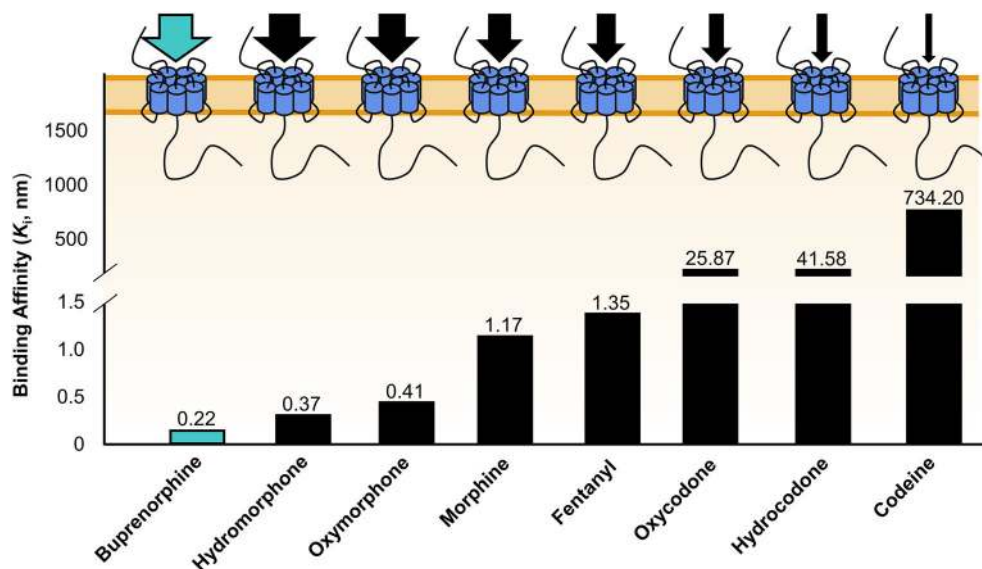 Binding Affinity (Ki, nm)
1500
1000
500
1.5
1.0
0.5
0
0.22
0.37
0.41
1.17
1.35
25.87
41.58
734.20
Buprenorphine
Hydromorphone
Oxymorphone
Morphine
Fentanyl
Oxycodone
Hydrocodone
Codeine